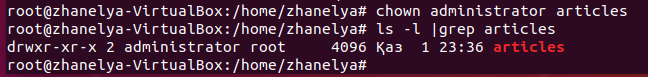 root@zhanelya-VirtualBox:/home/zhanelya# chown administrator articles
root@zhanelya-VirtualBox:/home/zhanelya# ls -l |grep articles
drwxr-xr-x 2 administrator root     4096 Қаз  1 23:36 articles
root@zhanelya-VirtualBox:/home/zhanelya#